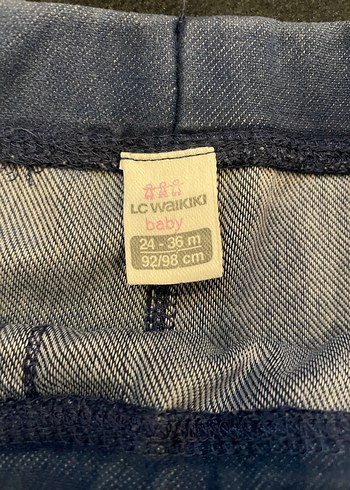 LC WAIKIKI
baby
24 - 36 m
92/98 cm